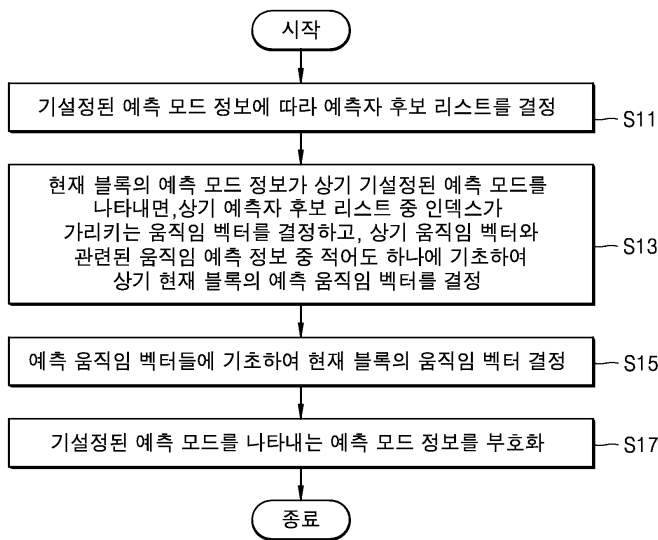 시작
기설정된 예측 모드 정보에 따라 예측자 후보 리스트를 결정
S11
현재 블록의 예측 모드 정보가 상기 기설정된 예측 모드를
나타내면,상기 예측자 후보 리스트 중 인덱스가
가리키는 움직임 벡터를 결정하고, 상기 움직임 벡터와
관련된 움직임 예측 정보 중 적어도 하나에 기초하여
상기 현재 블록의 예측 움직임 벡터를 결정
S13
예측 움직임 벡터들에 기초하여 현재 블록의 움직임 벡터 결정
S15
기설정된 예측 모드를 나타내는 예측 모드 정보를 부호화
S17
종료